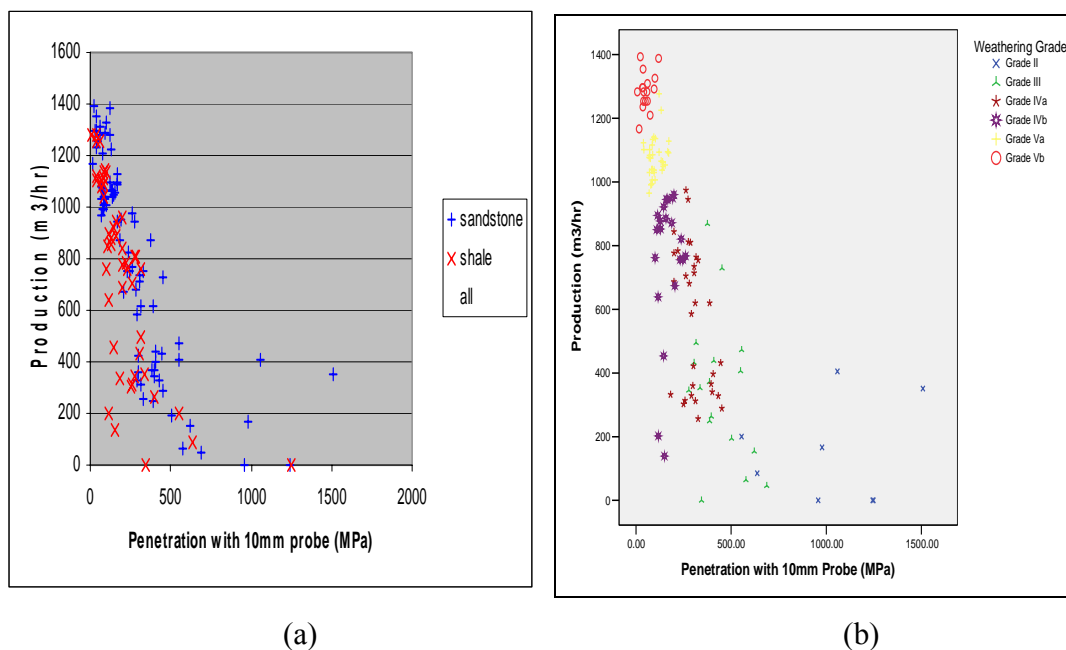 1600
1400
1200
1000
800
600
400
200
0
Production (m3/hr)
0 500 1000 1500 2000
Penetration with 10mm probe (MPa)
sandstone
shale
all
(a)
1400
1200
1000
800
600
400
200
0
Production (m3/hr)
0.00 500.00 1000.00 1500.00
Penetration with 10mm Probe (MPa)
Weathering Grade
Grade II
Grade III
Grade IVa
Grade IVb
Grade Va
Grade Vb
(b)